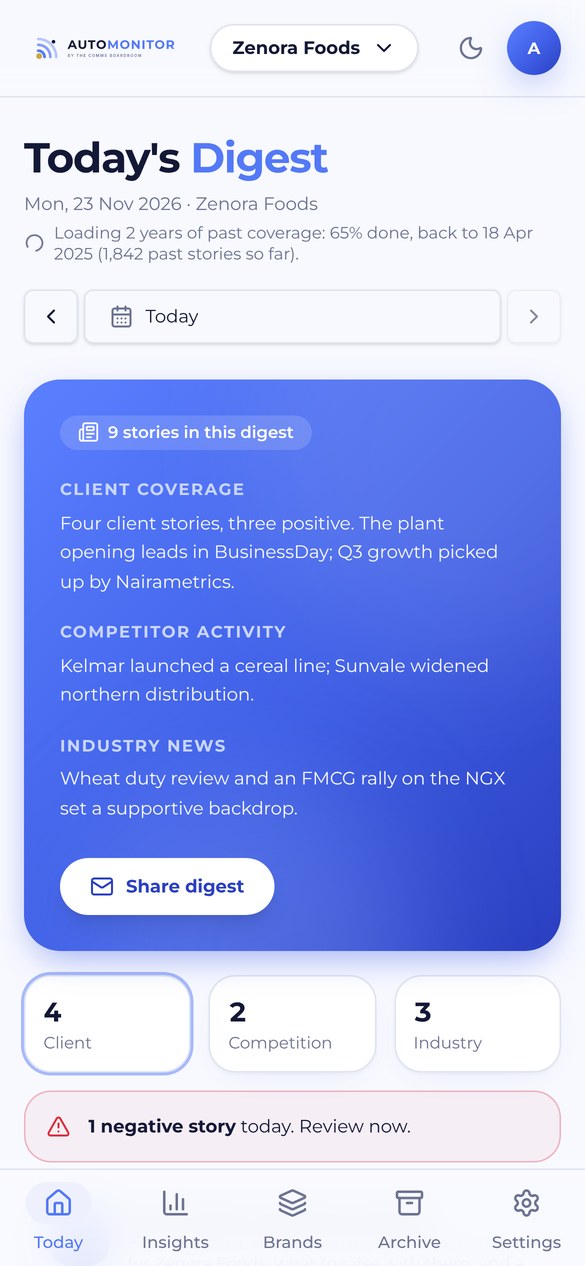 AUTOMONITOR
BY THE COMMS BOARDROOM
Zenora Foods
A
Today's Digest
Mon, 23 Nov 2026 · Zenora Foods
Loading 2 years of past coverage: 65% done, back to 18 Apr
2025 (1,842 past stories so far).
Today
9 stories in this digest
CLIENT COVERAGE
Four client stories, three positive. The plant
opening leads in BusinessDay; Q3 growth picked
up by Nairametrics.
COMPETITOR ACTIVITY
Kelmar launched a cereal line; Sunvale widened
northern distribution.
INDUSTRY NEWS
Wheat duty review and an FMCG rally on the NGX
set a supportive backdrop.
Share digest
4
Client
2
Competition
3
Industry
1 negative story today. Review now.
Today
Insights
Brands
Archive
Settings